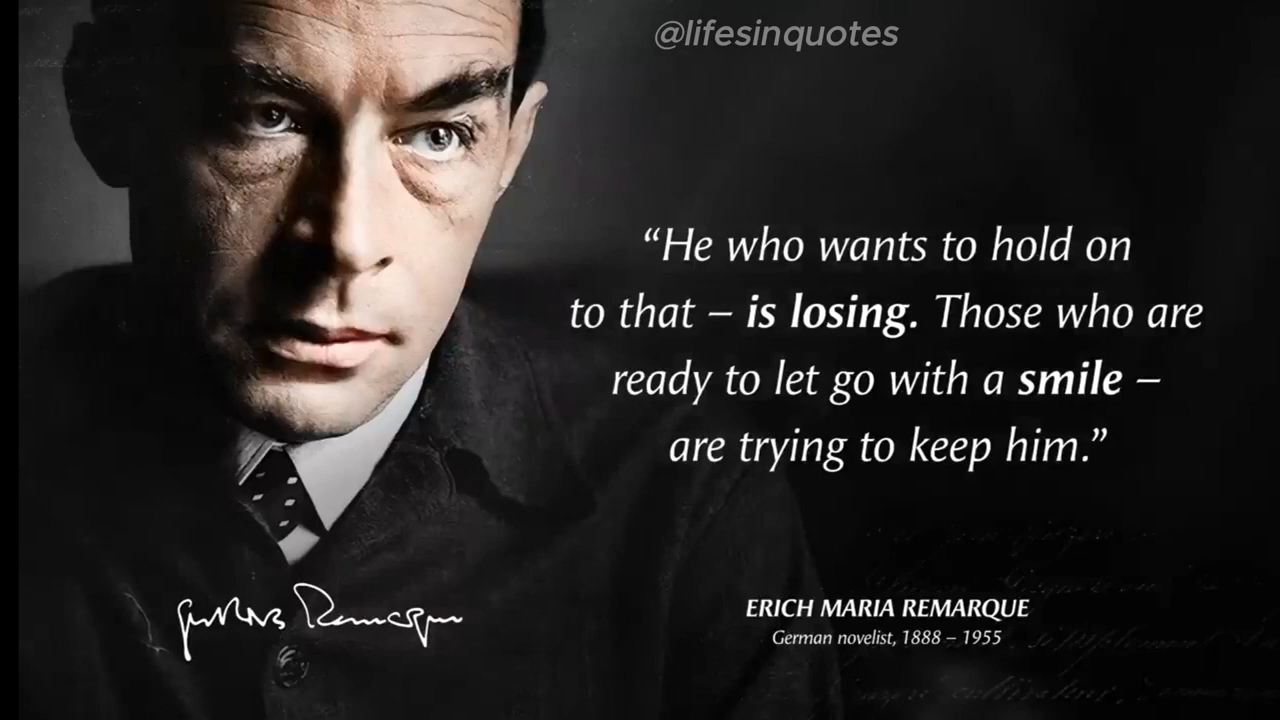 @lifesinquotes
“He who wants to hold on
to that – is losing. Those who are
ready to let go with a smile –
are trying to keep him.”
ERICH MARIA REMARQUE
German novelist, 1888 – 1955